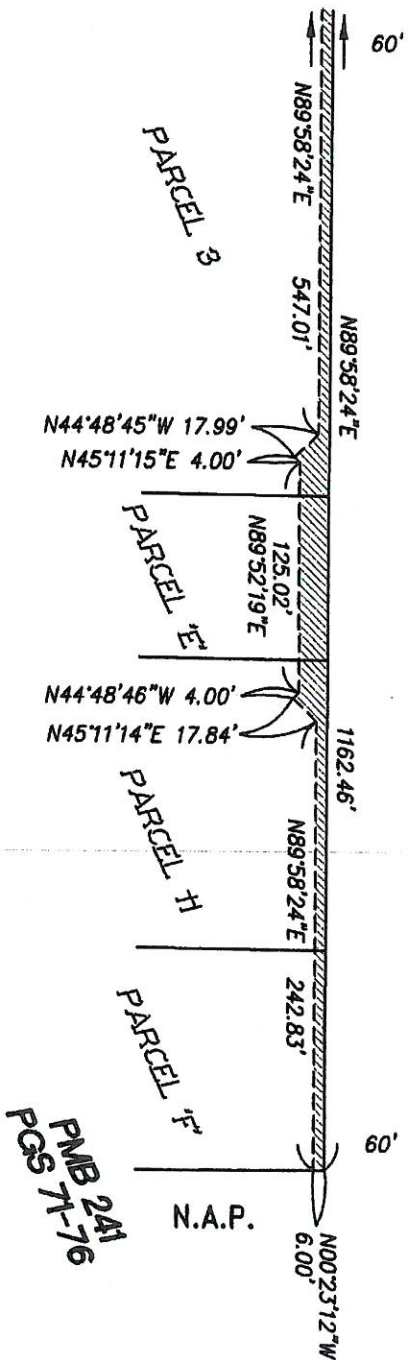 60'
N89°58'24"E
547.01'
N89°58'24"E
PARCEL 3
N44°48'45"W 17.99'
N45°11'15"E 4.00'
125.02'
N89°52'19"E
PARCEL 'E'
N44°48'46"W 4.00'
N45°11'14"E 17.84'
1162.46'
PARCEL H
N89°58'24"E
242.83'
PARCEL 'F'
60'
N.A.P.
N00°23'12"W
6.00'
PMB 241
PGS 71-76